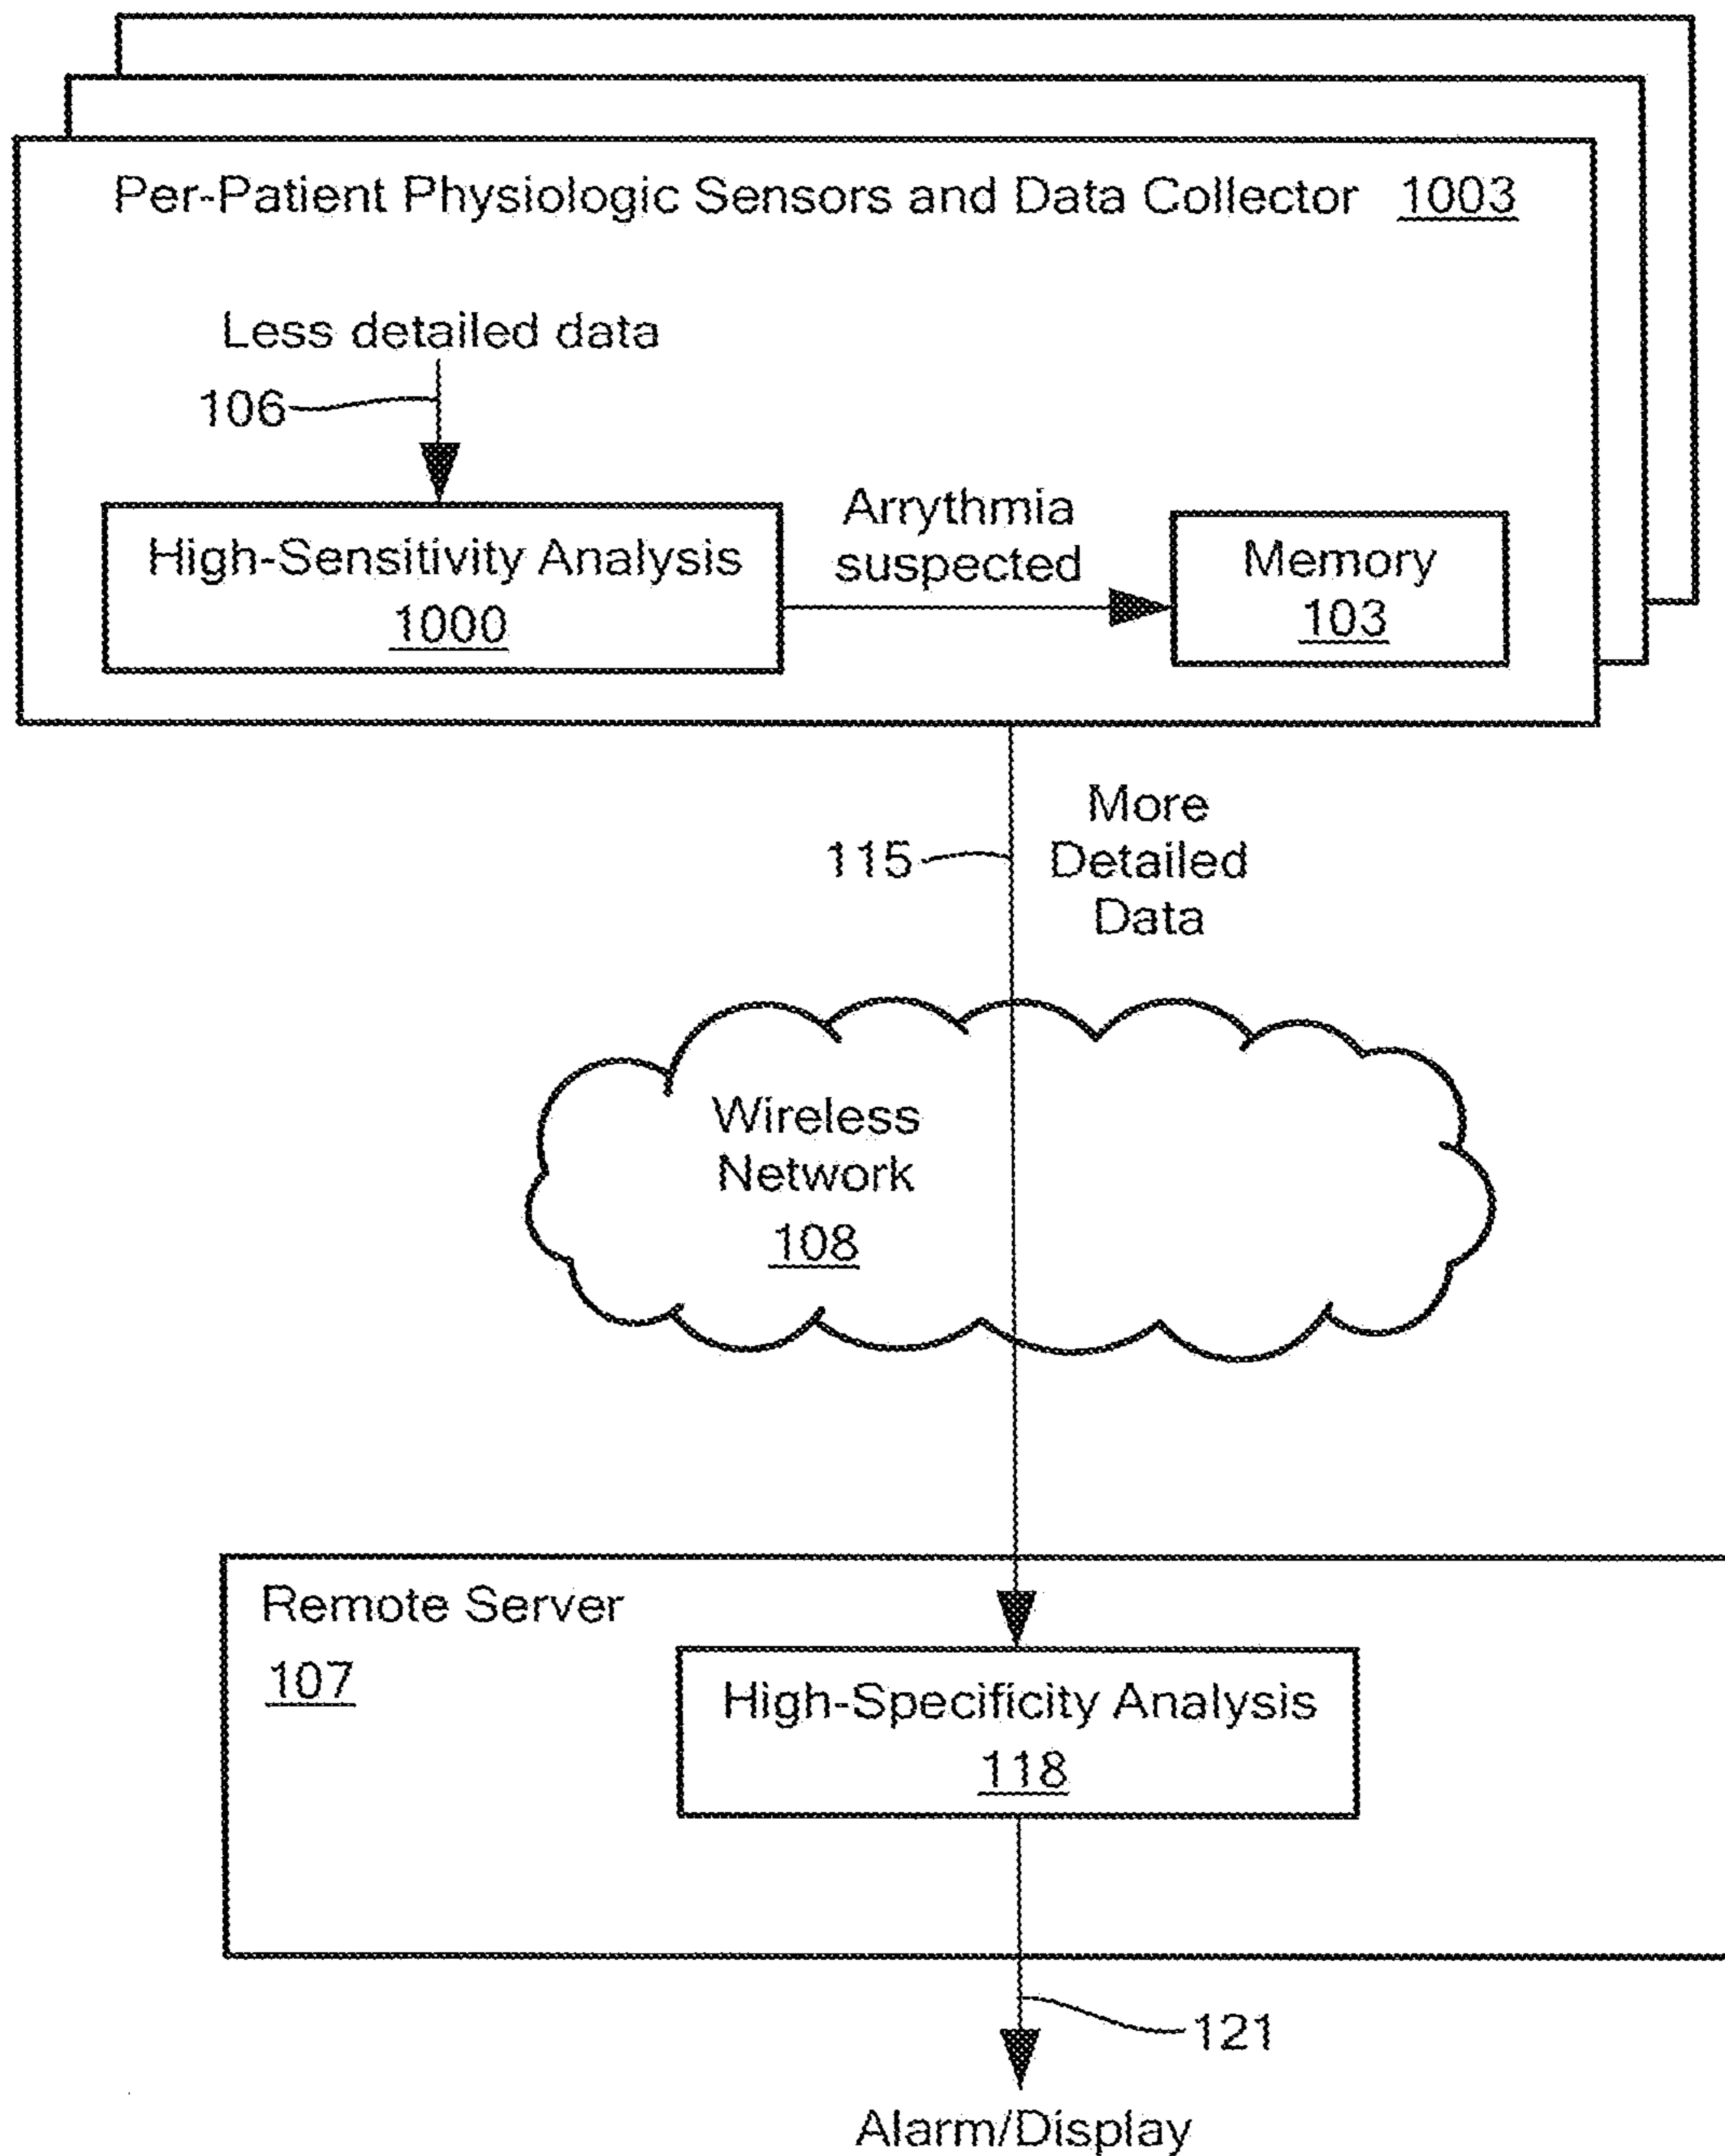 Per-Patient Physiologic Sensors and Data Collector 1003
Less detailed data
106
High-Sensitivity Analysis
1000
Arrythmia
suspected
Memory
103
More
Detailed
Data
115
Wireless
Network
108
Remote Server
107
High-Specificity Analysis
118
121
Alarm/Display